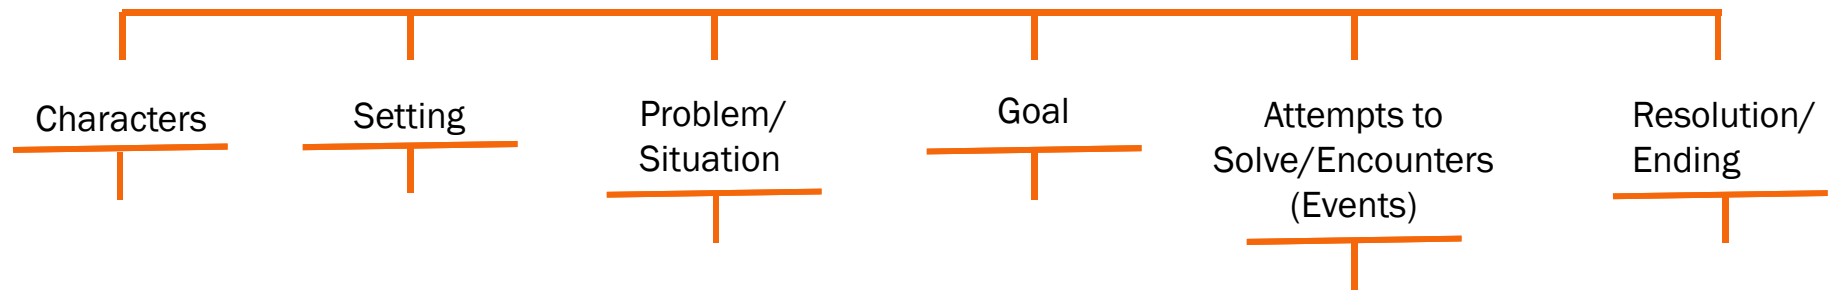 Characters
Setting
Problem/
Situation
Goal
Attempts to
Solve/Encounters
(Events)
Resolution/
Ending